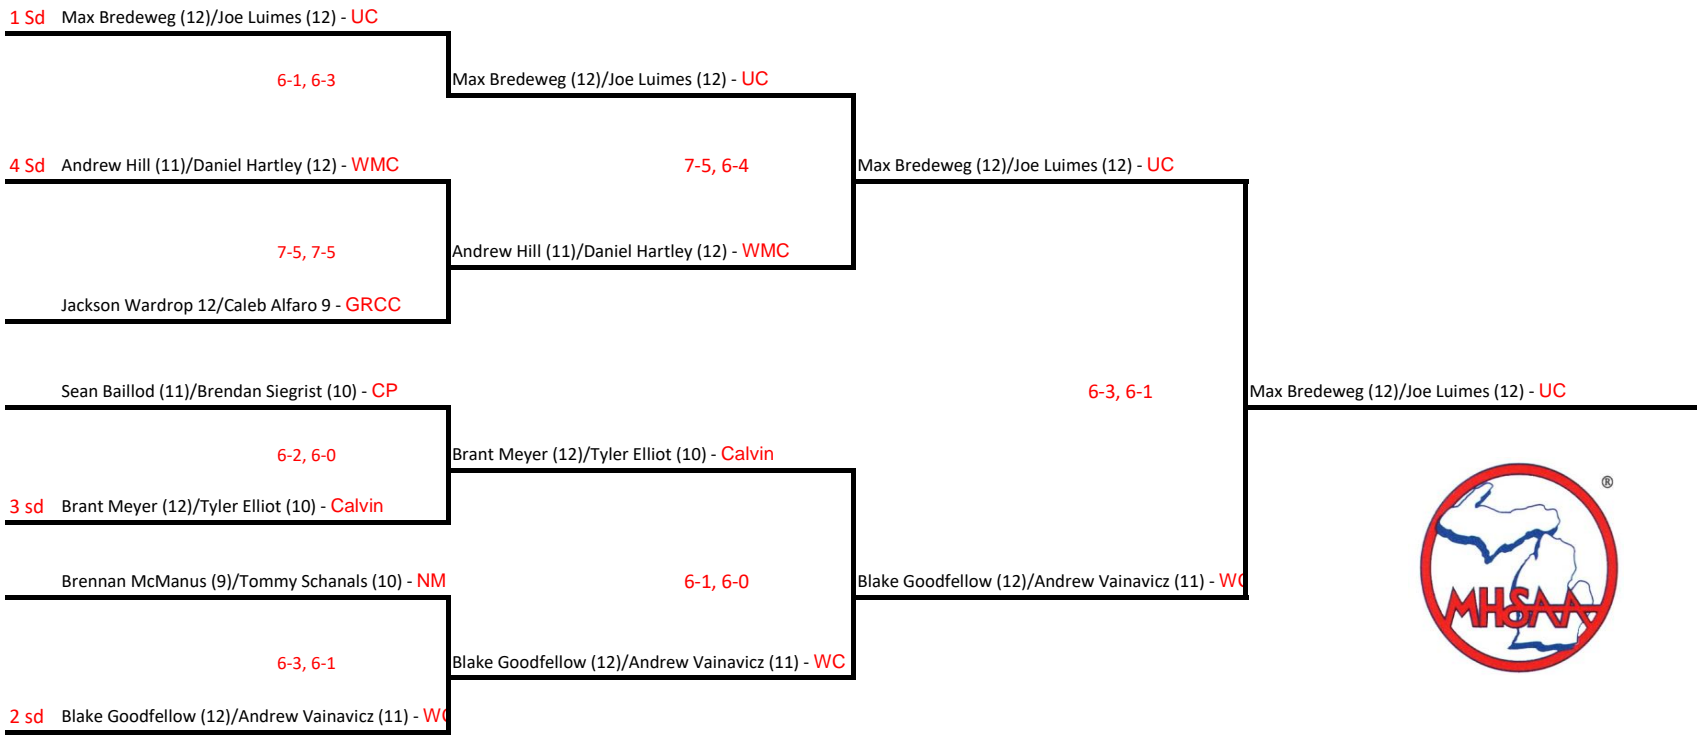 1 Sd Max Bredeweg (12)/Joe Luimes (12) - UC
6-1, 6-3 Max Bredeweg (12)/Joe Luimes (12) - UC
4 Sd Andrew Hill (11)/Daniel Hartley (12) - WMC 7-5, 6-4 Max Bredeweg (12)/Joe Luimes (12) - UC
7-5, 7-5 Andrew Hill (11)/Daniel Hartley (12) - WMC
Jackson Wardrop 12/Caleb Alfaro 9 - GRCC
Sean Baillod (11)/Brendan Siegrist (10) - CP 6-3, 6-1 Max Bredeweg (12)/Joe Luimes (12) - UC
6-2, 6-0 Brant Meyer (12)/Tyler Elliot (10) - Calvin
®
3 sd Brant Meyer (12)/Tyler Elliot (10) - Calvin
Brennan McManus (9)/Tommy Schanals (10) - NM 6-1, 6-0 Blake Goodfellow (12)/Andrew Vainavicz (11) - WC
MHSAA
6-3, 6-1 Blake Goodfellow (12)/Andrew Vainavicz (11) - WC
2 sd Blake Goodfellow (12)/Andrew Vainavicz (11) - WC